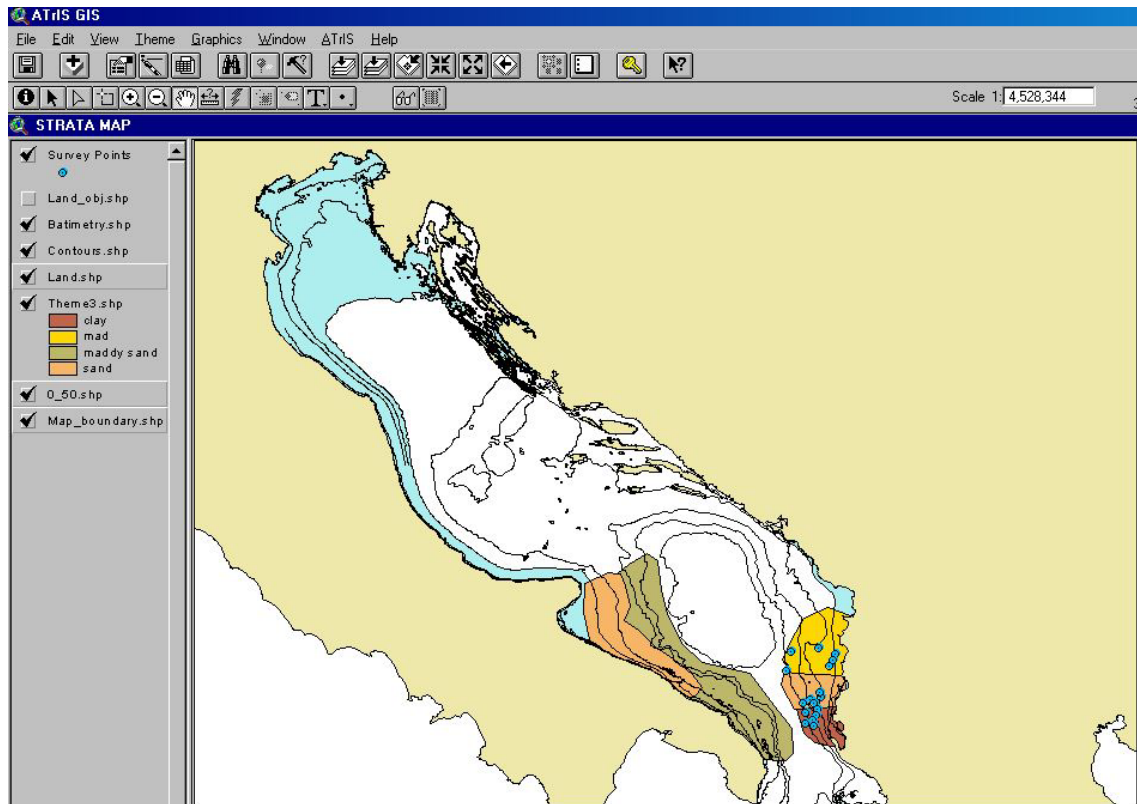 ATrIS GIS
File Edit View Theme Graphics Window ATrIS Help
Scale 1: 4,528,344
STRATA MAP
Survey Points
Land_obj.shp
Batimetry.shp
Contours.shp
Land.shp
Theme3.shp
clay
mad
maddy sand
sand
0_50.shp
Map_boundary.shp